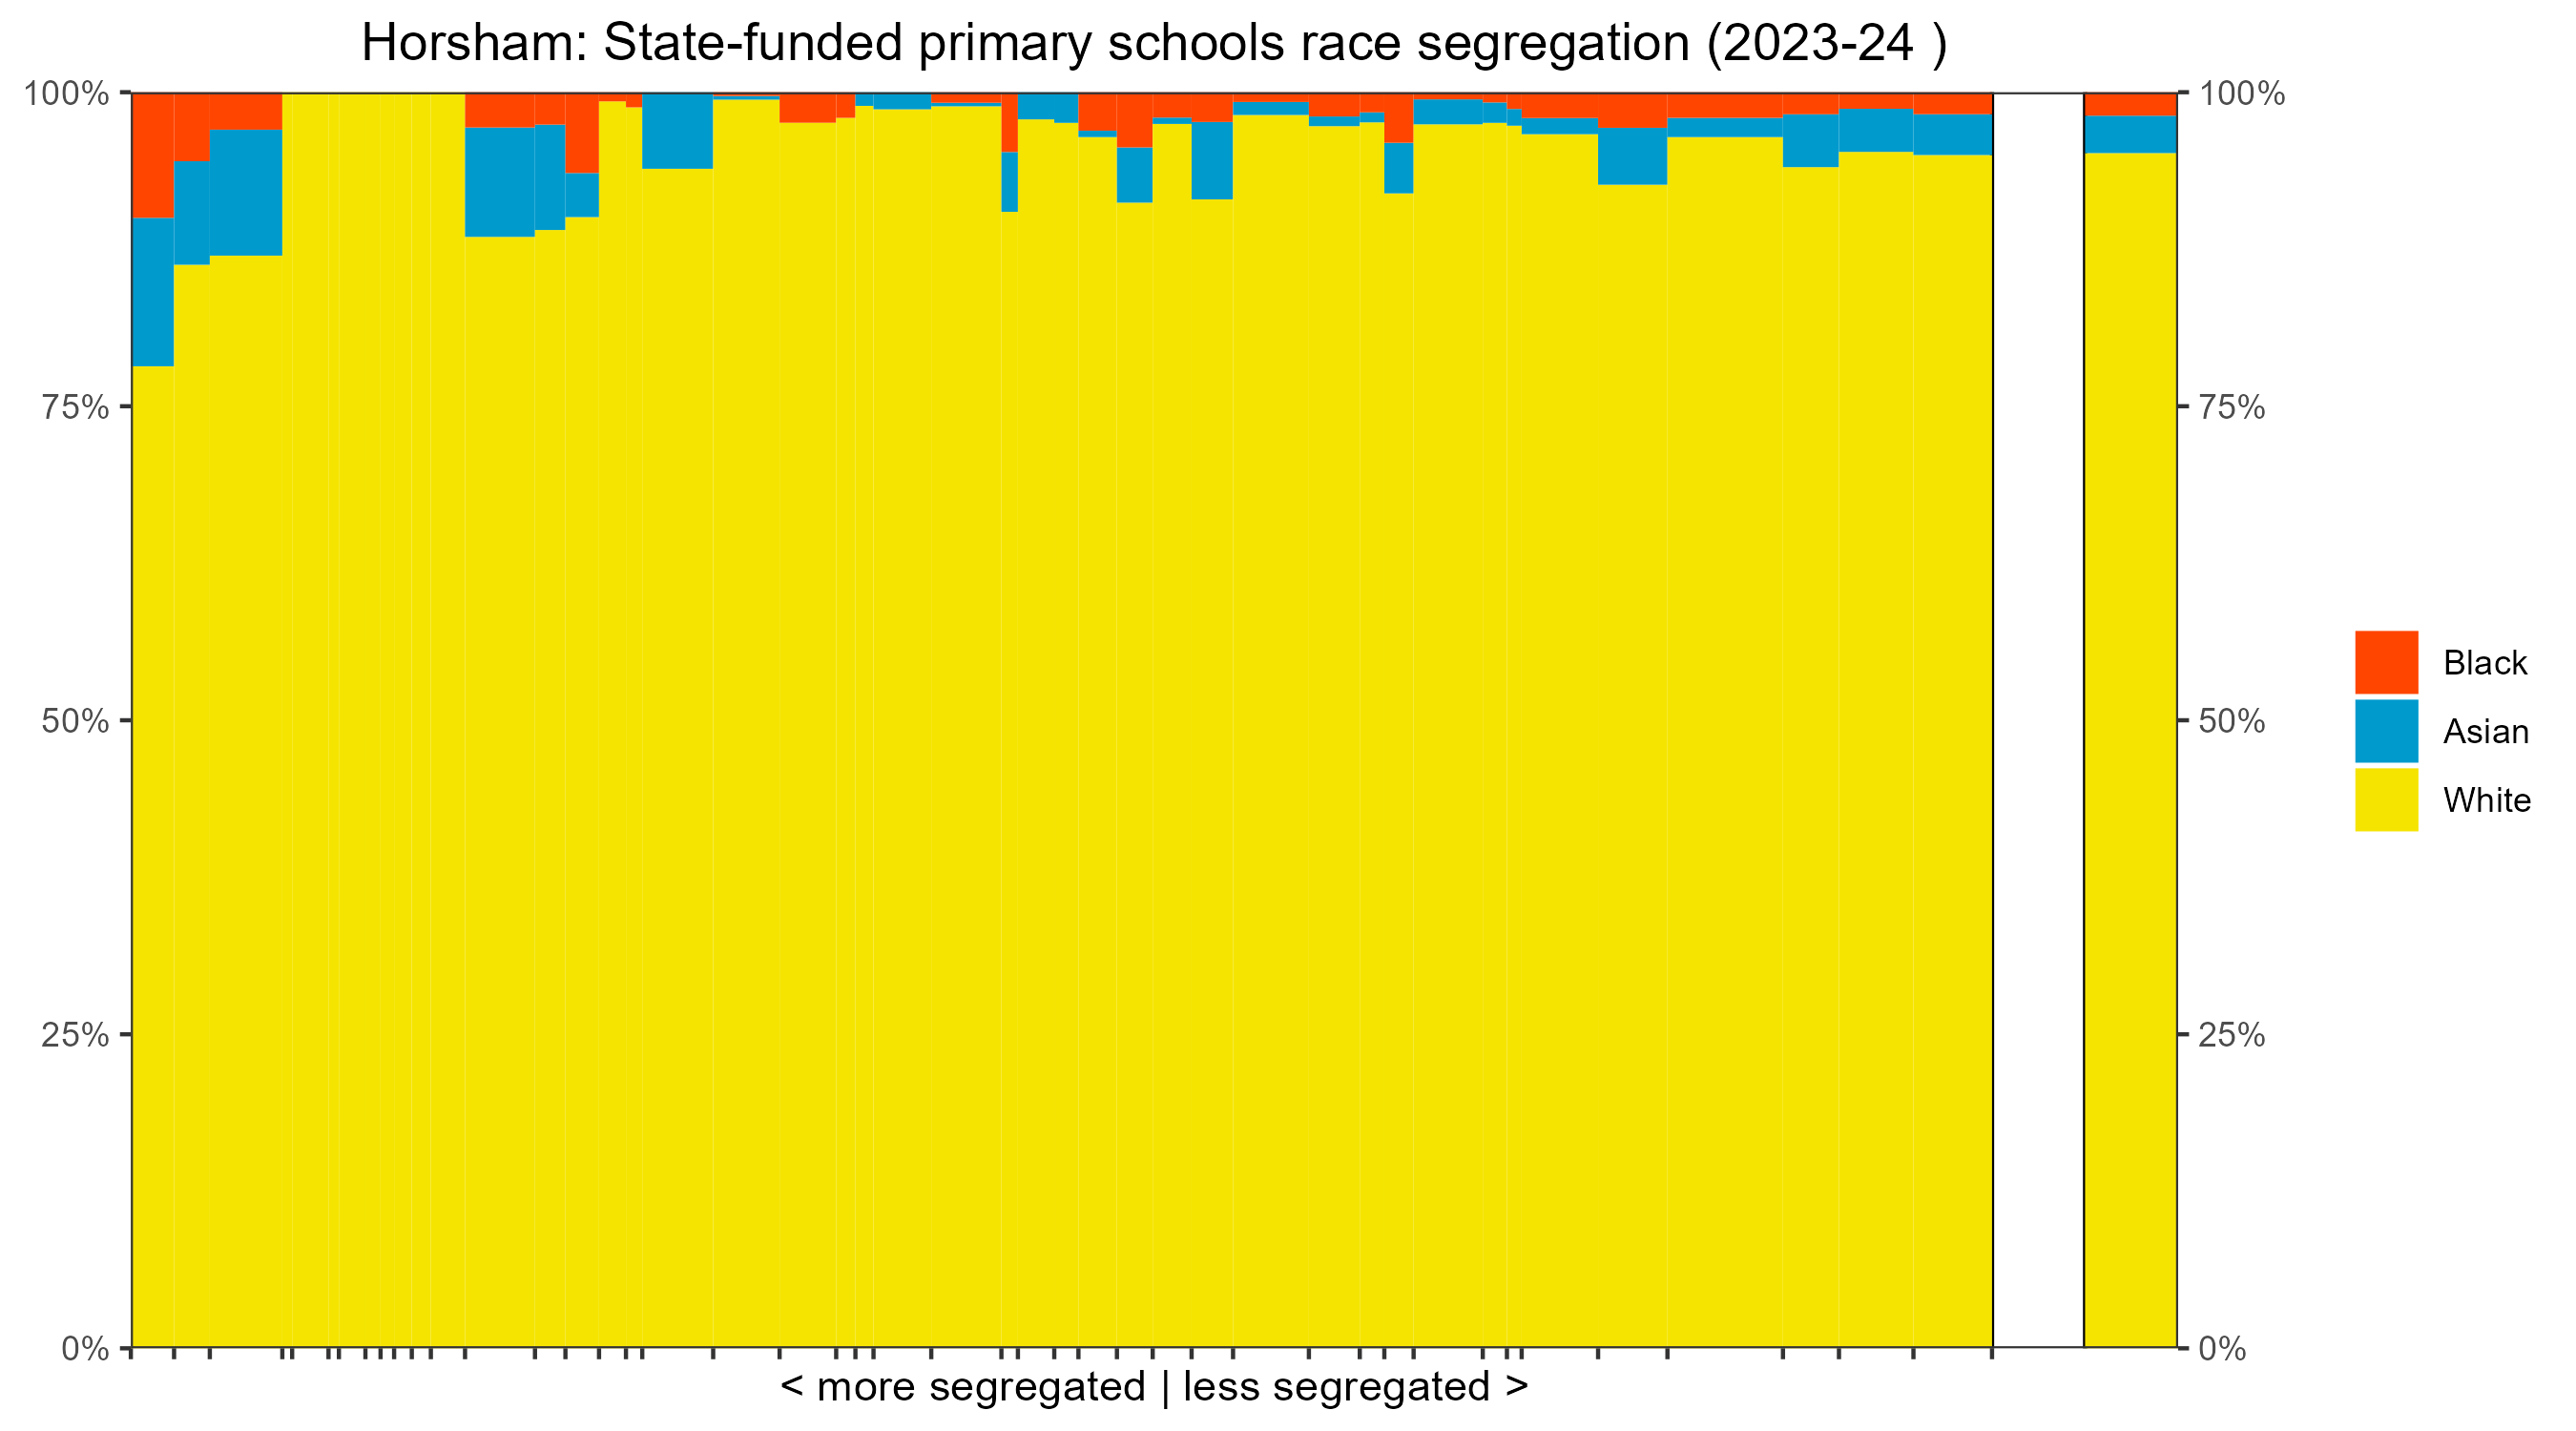 Horsham: State-funded primary schools race segregation (2023-24 )
100%
75%
50%
25%
0%
100%
75%
50%
25%
0%
Black
Asian
White
< more segregated | less segregated >